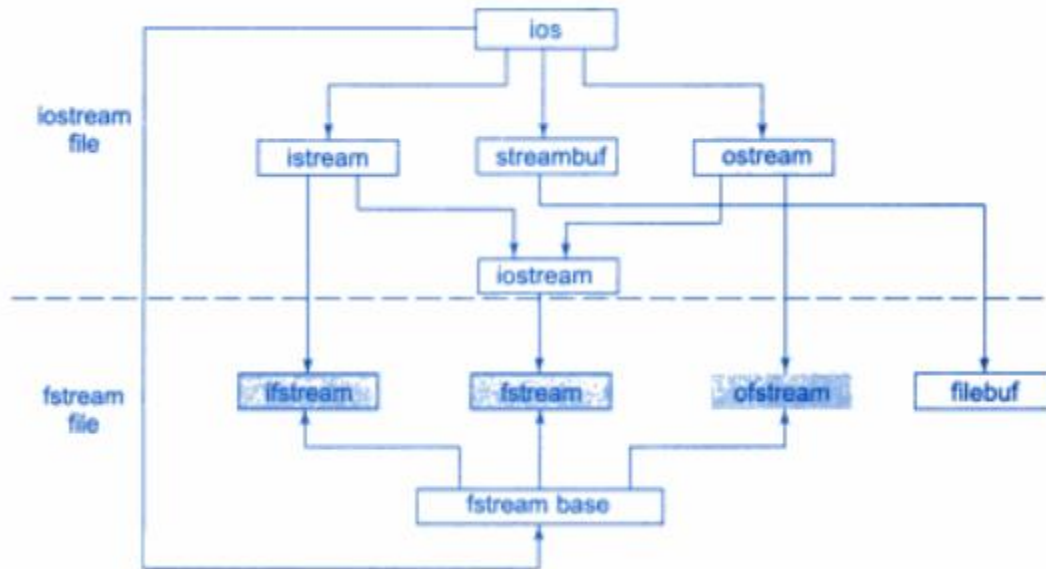 ios
iostream
file
istream
streambuf
ostream
iostream
fstream
file
ifstream
fstream
ofstream
filebuf
fstream base